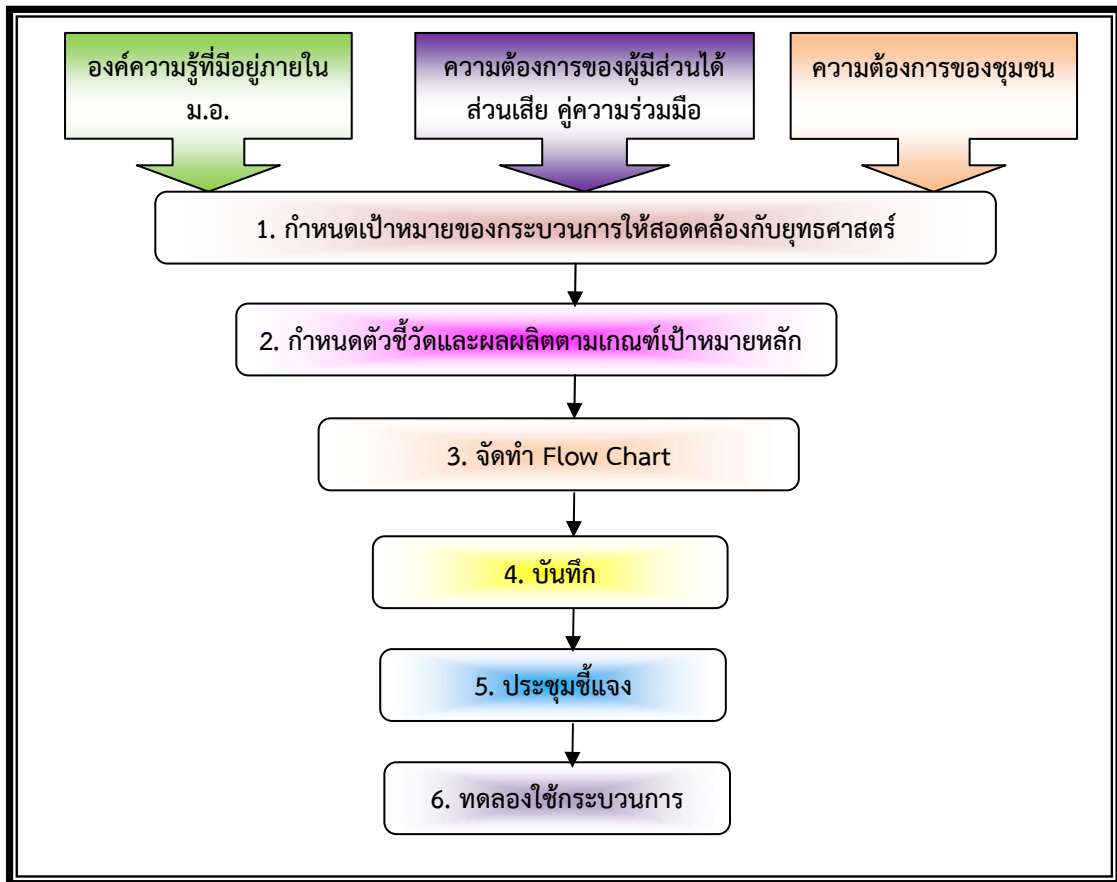 องค์ความรู้ที่มีอยู่ภายใน
ม.อ.
ความต้องการของผู้มีส่วนได้
ส่วนเสีย คู่ความร่วมมือ
ความต้องการของชุมชน
1. กำหนดเป้าหมายของกระบวนการให้สอดคล้องกับยุทธศาสตร์
2. กำหนดตัวชี้วัดและผลผลิตตามเกณฑ์เป้าหมายหลัก
3. จัดทำ Flow Chart
4. บันทึก
5. ประชุมชี้แจง
6. ทดลองใช้กระบวนการ